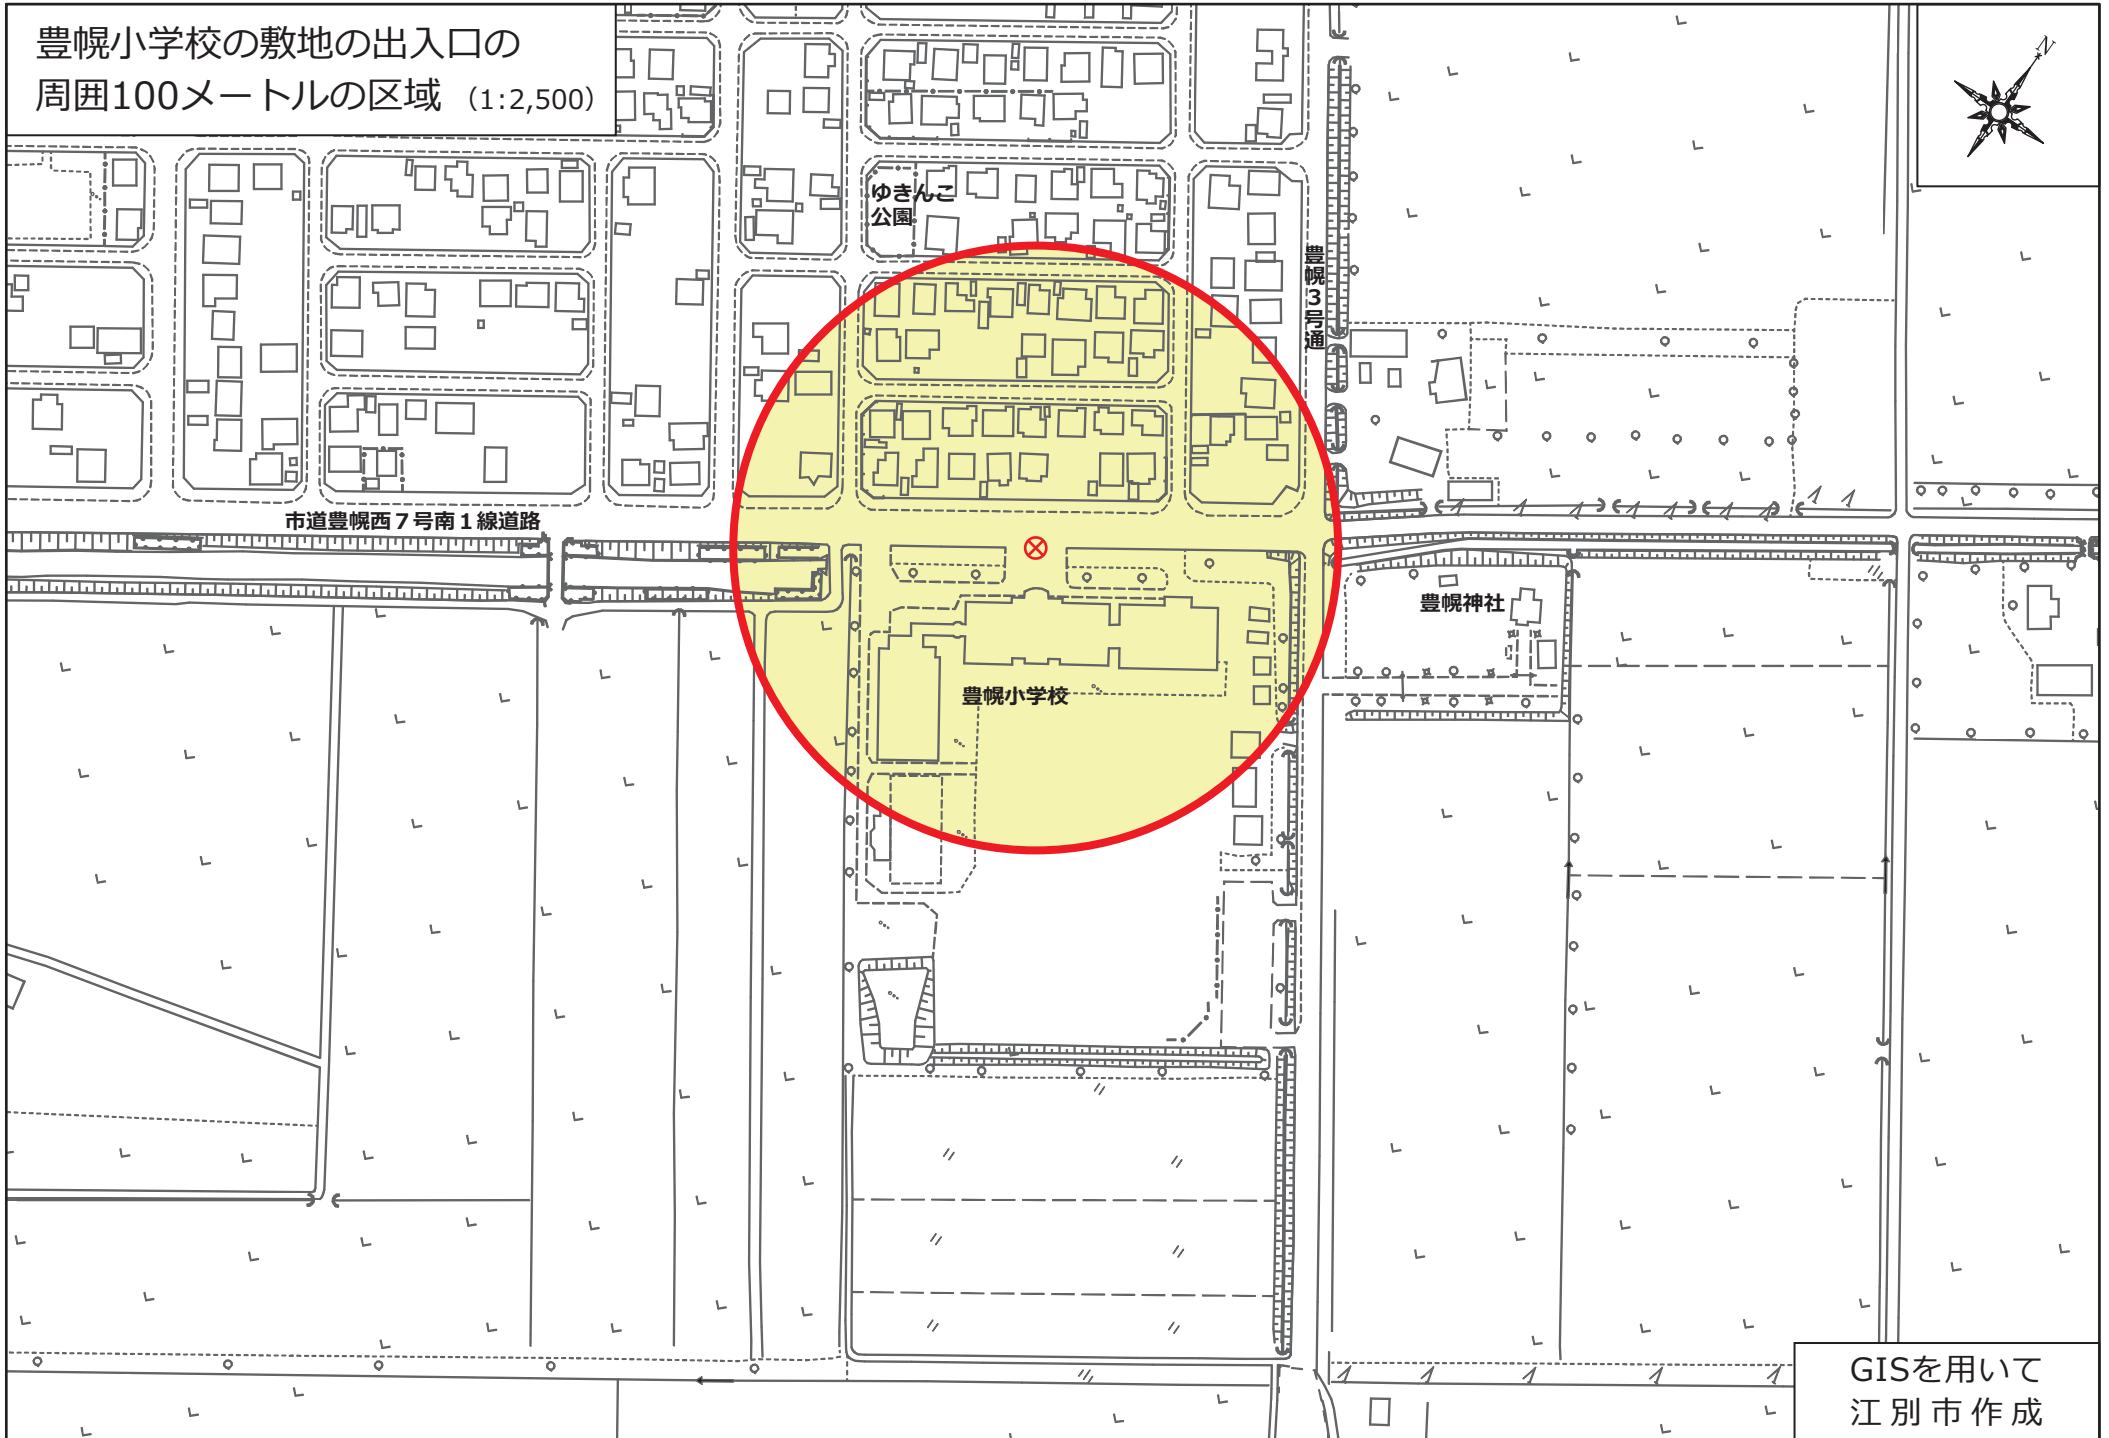 豊幌小学校の敷地の出入口の
周囲100メートルの区域 （1:2,500）
N
ゆきんこ
公園
豊幌3号通
市道豊幌西７号南１線道路
豊幌神社
豊幌小学校
GISを用いて
江別市作成